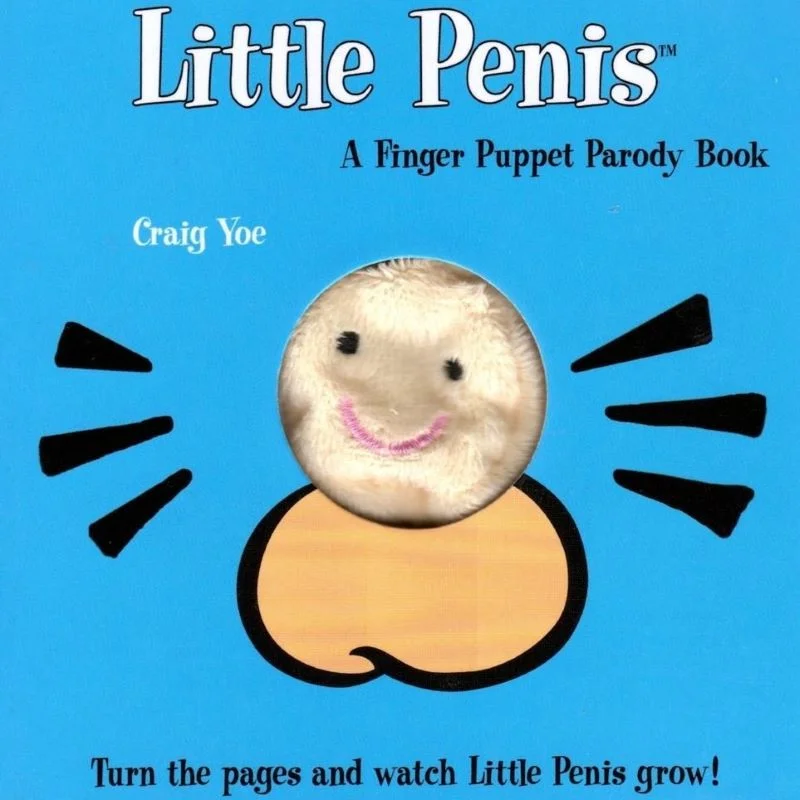 Little Penis™
A Finger Puppet Parody Book
Craig Yoe
Turn the pages and watch Little Penis grow!